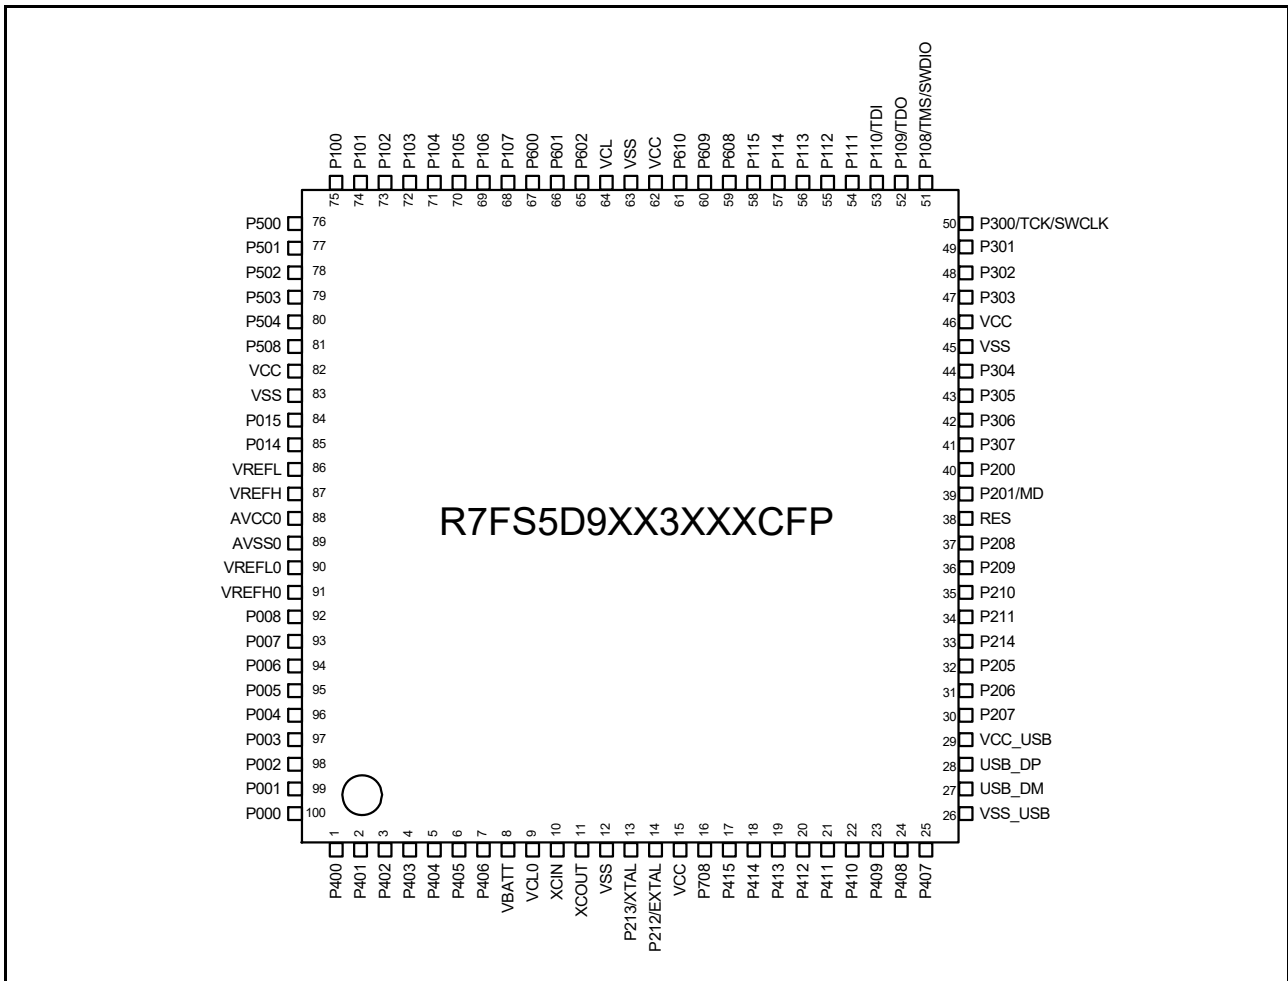 P100
P101
P102
P103
P104
P105
P106
P107
P600
P601
P602
VCL
VSS
VCC
P610
P609
P608
P115
P114
P113
P112
P111
P110/TDI
P109/TDO
P108/TMS/SWDIO
75
74
73
72
71
70
69
68
67
66
65
64
63
62
61
60
59
58
57
56
55
54
53
52
51
P500 76
P501 77
P502 78
P503 79
P504 80
P508 81
VCC 82
VSS 83
P015 84
P014 85
VREFL 86
VREFH 87
AVCC0 88
AVSS0 89
VREFL0 90
VREFH0 91
P008 92
P007 93
P006 94
P005 95
P004 96
P003 97
P002 98
P001 99
P000 100
R7FS5D9XX3XXXCFP
50 P300/TCK/SWCLK
49 P301
48 P302
47 P303
46 VCC
45 VSS
44 P304
43 P305
42 P306
41 P307
40 P200
39 P201/MD
38 RES
37 P208
36 P209
35 P210
34 P211
33 P214
32 P205
31 P206
30 P207
29 VCC_USB
28 USB_DP
27 USB_DM
26 VSS_USB
1
2
3
4
5
6
7
8
9
10
11
12
13
14
15
16
17
18
19
20
21
22
23
24
25
P400
P401
P402
P403
P404
P405
P406
VBATT
VCL0
XCIN
XCOUT
VSS
P213/XTAL
P212/EXTAL
VCC
P708
P415
P414
P413
P412
P411
P410
P409
P408
P407